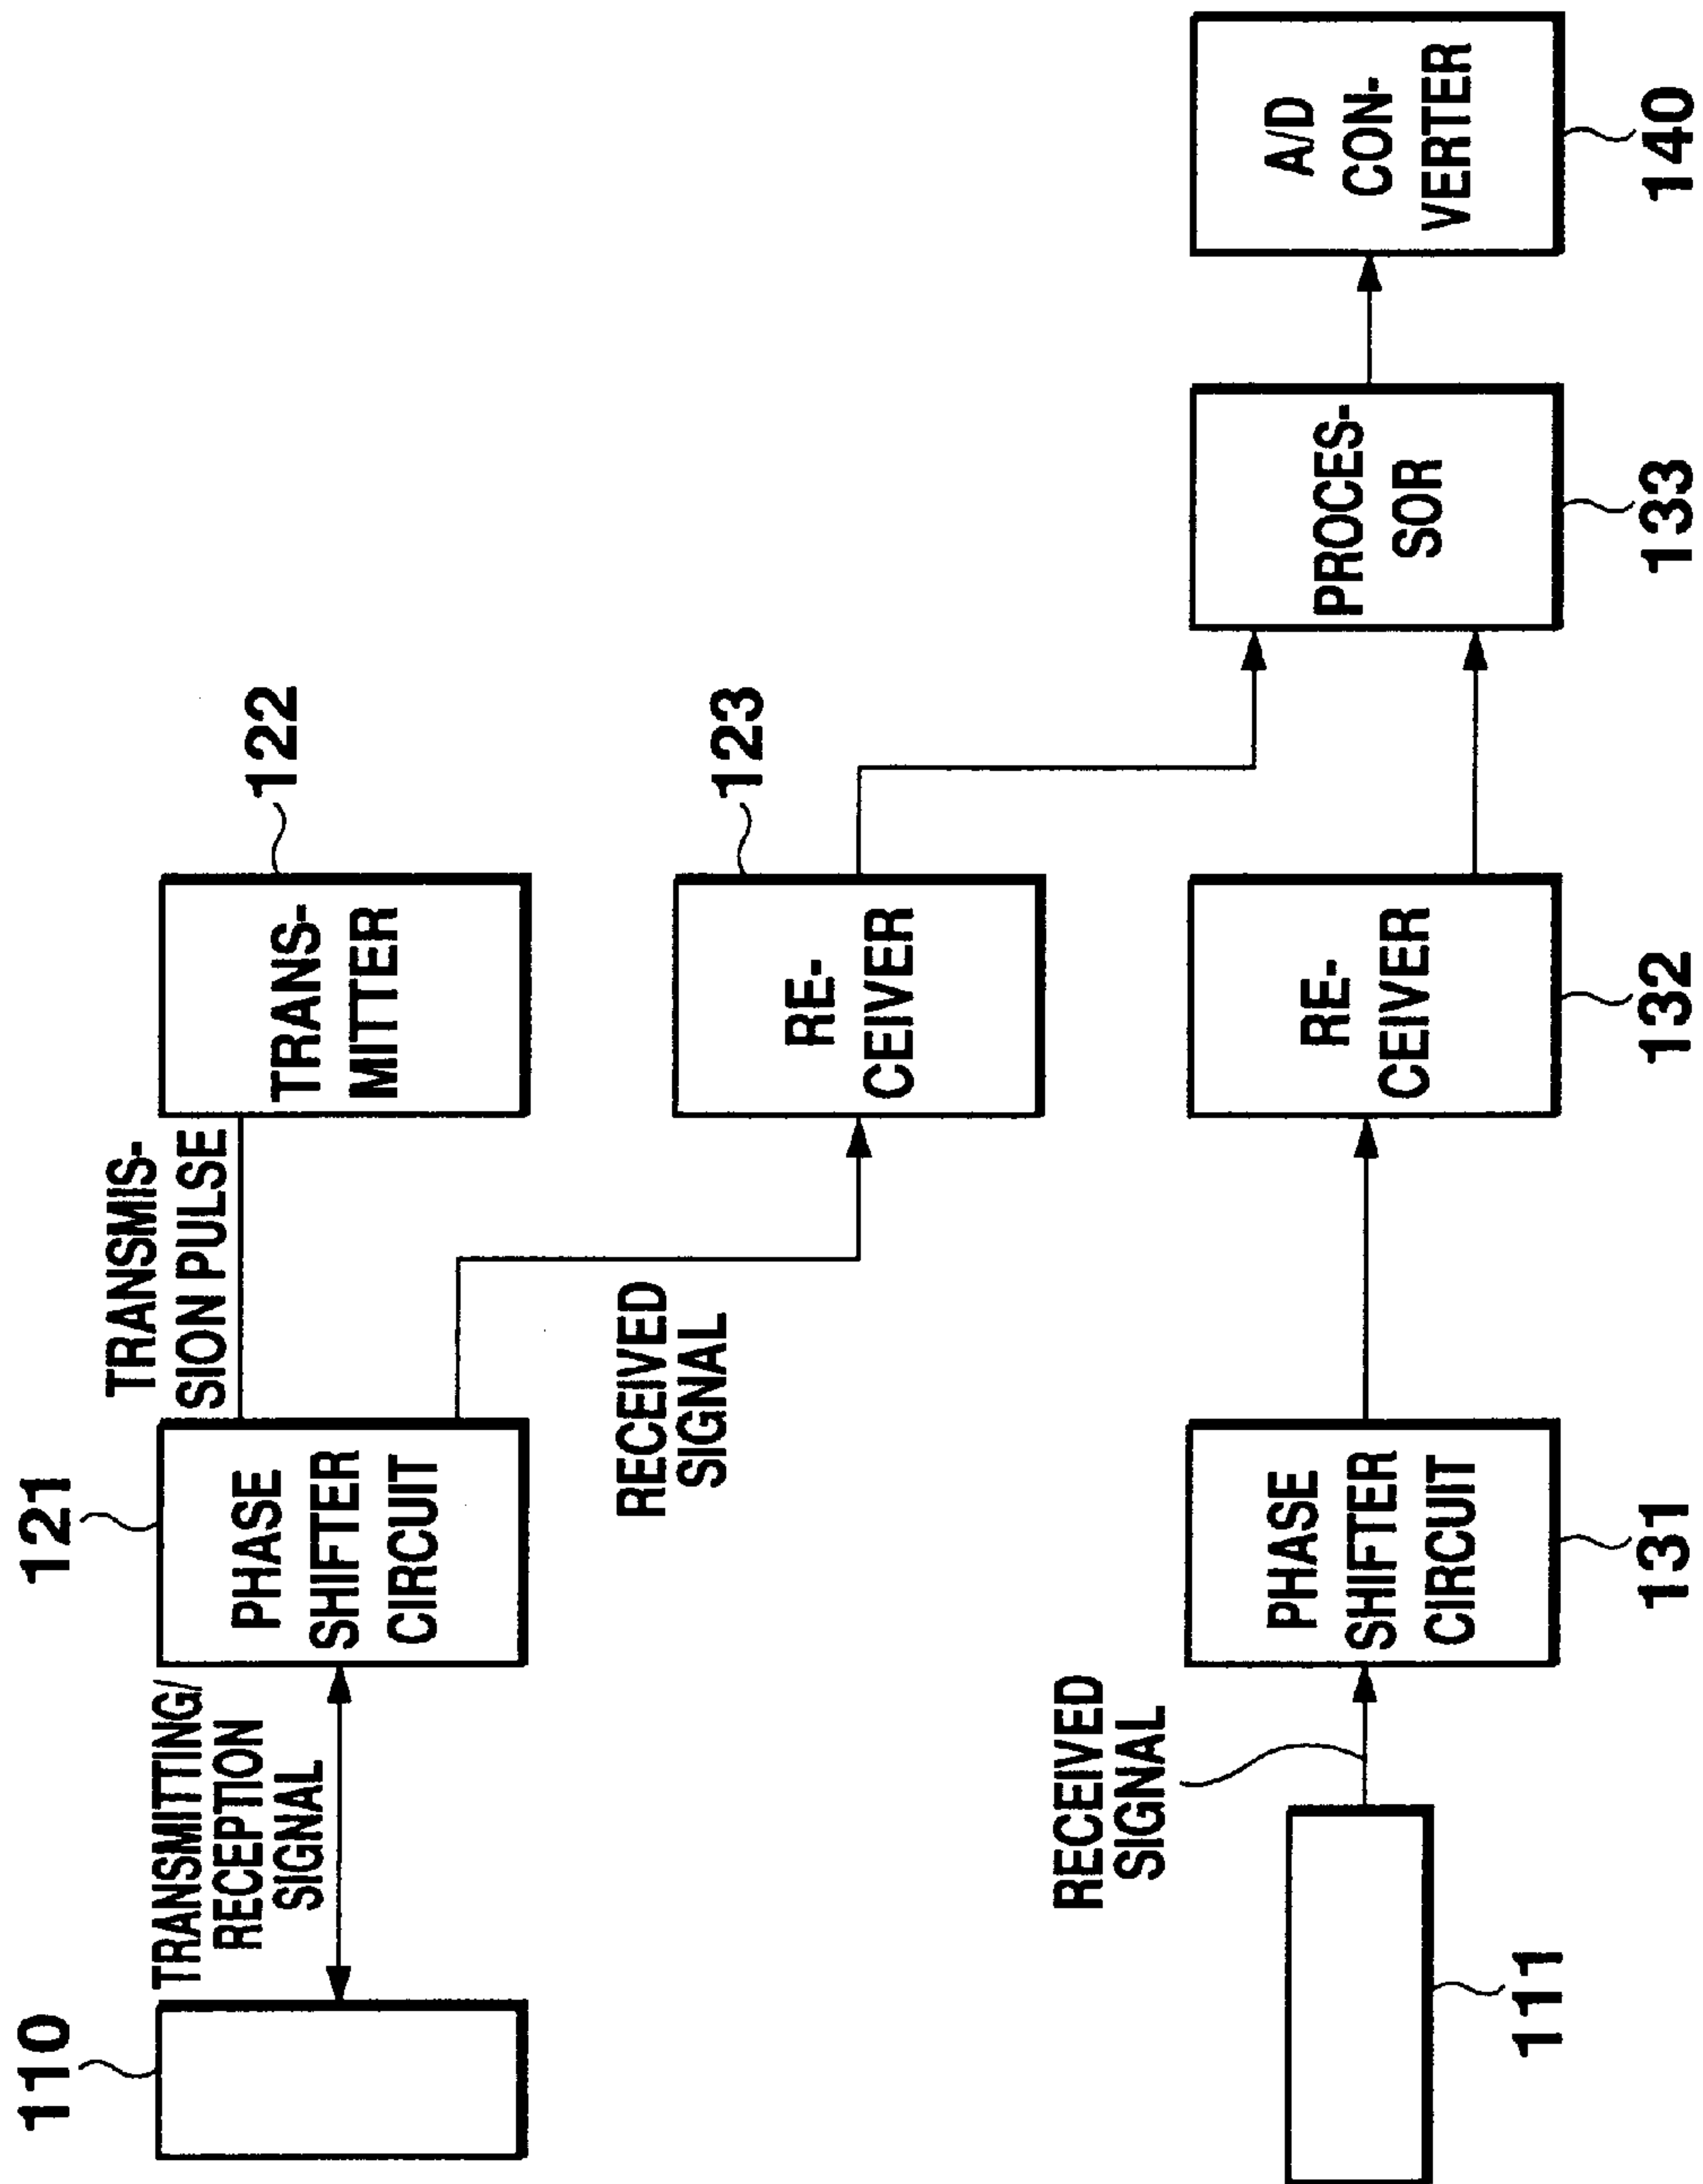 110
TRANSMITTING/
RECEPTION
SIGNAL
121
PHASE
SHIFTER
CIRCUIT
TRANSMIS-
SION PULSE
122
TRANS-
MITTER
RECEIVED
SIGNAL
123
RE-
CEIVER
111
RECEIVED
SIGNAL
PHASE
SHIFTER
CIRCUIT
131
RE-
CEIVER
132
PROCES-
SOR
133
A/D
CON-
VERTER
140